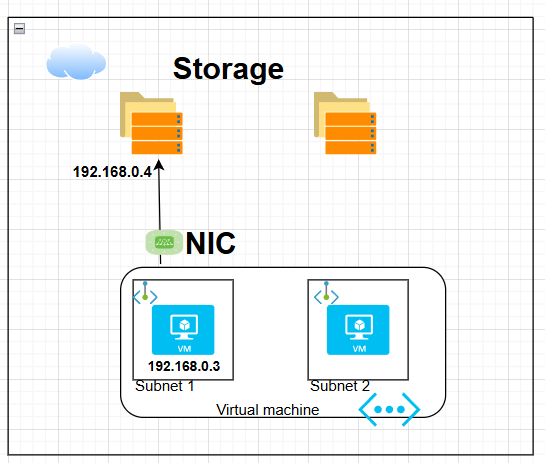 Storage
192.168.0.4
NIC
VM
192.168.0.3
Subnet 1
VM
Subnet 2
Virtual machine